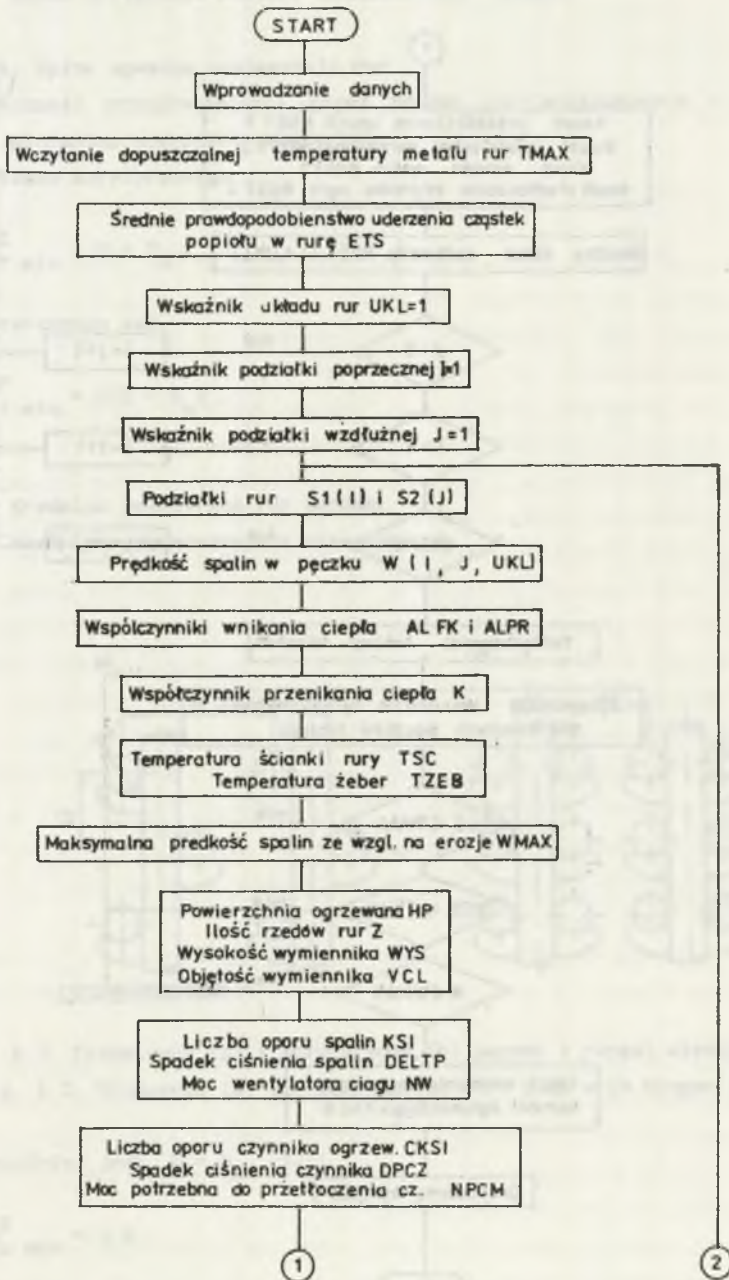 START
Wprowadzanie danych
Wczytanie dopuszczalnej temperatury metalu rur TMAX
Średnie prawdopodobienstwo uderzenia cząstek
popiołu w rurę ETS
Wskaźnik układu rur UKL=1
Wskaźnik podziałki poprzecznej I=1
Wskaźnik podziałki wzdłużnej J=1
Podziałki rur S1(I) i S2(J)
Prędkość spalin w pęczku W(I, J, UKL)
Wspólczynniki wnikania ciepła ALFK i ALPR
Współczynnik przenikania ciepła K
Temperatura ścianki rury TSC
Temperatura żeber TZEB
Maksymalna predkość spalin ze wzgl. na erozje WMAX
Powierzchnia ogrzewana HP
Ilość rzedów rur Z
Wysokość wymiennika WYS
Objętość wymiennika VCL
Liczba oporu spalin KSI
Spadek ciśnienia spalin DELTP
Moc wentylatora ciagu NW
Liczba oporu czynnika ogrzew. CKSI
Spadek ciśnienia czynnika DPCZ
Moc potrzebna do przetłoczenia cz. NPCM
1
2